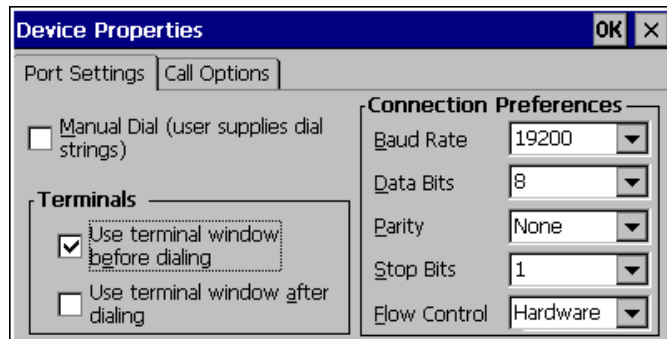 Device Properties OK ×
Port Settings Call Options
Manual Dial (user supplies dial
strings)
Terminals
Use terminal window
before dialing
Use terminal window after
dialing
Connection Preferences
Baud Rate 19200
Data Bits 8
Parity None
Stop Bits 1
Flow Control Hardware